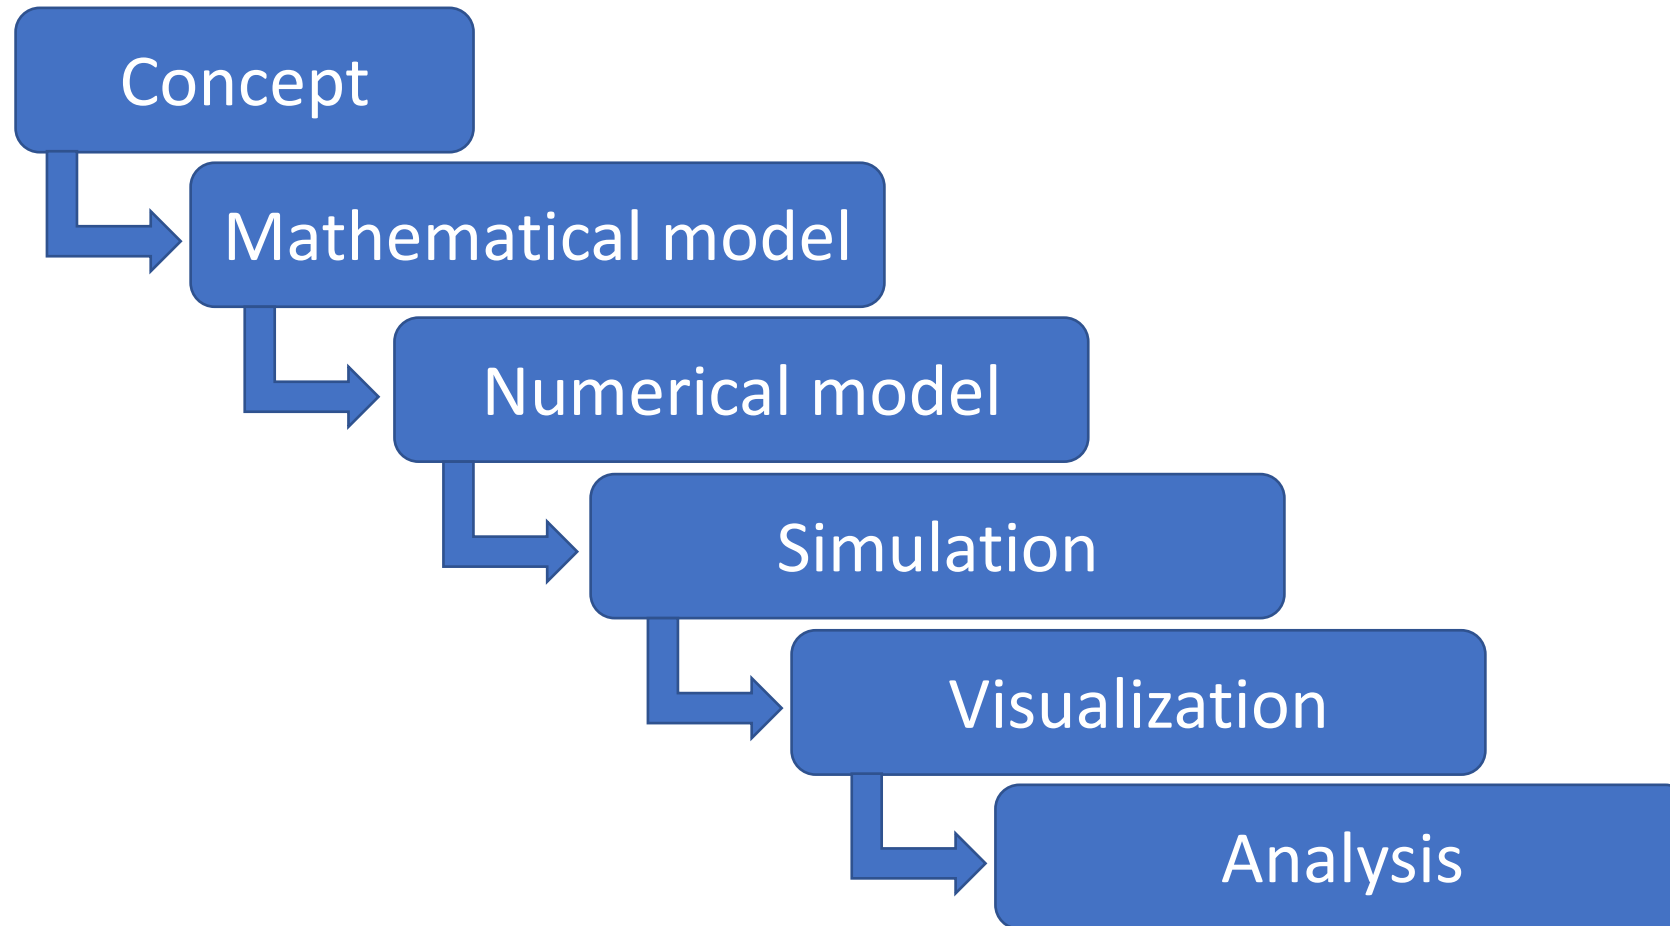 Concept
Mathematical model
Numerical model
Simulation
Visualization
Analysis